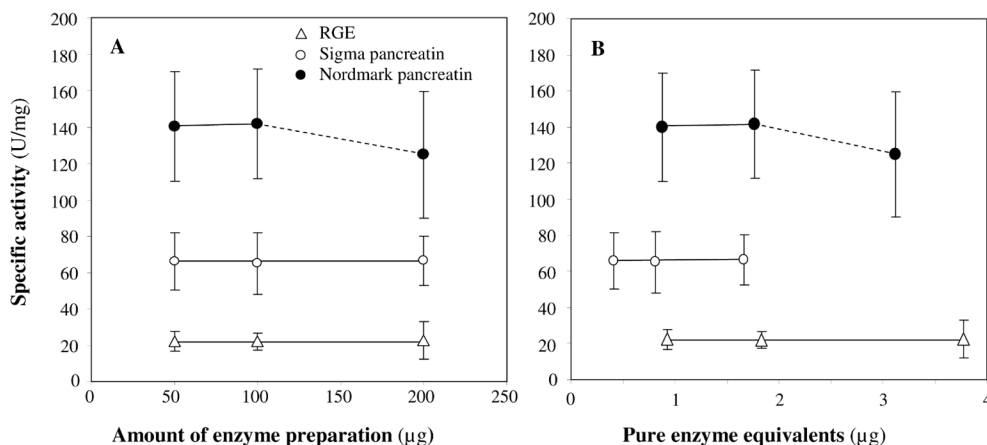 A
RGE
Sigma pancreatin
Nordmark pancreatin
Specific activity (U/mg)
200
180
160
140
120
100
80
60
40
20
0
0 50 100 150 200 250
Amount of enzyme preparation (µg)
B
200
180
160
140
120
100
80
60
40
20
0
0 1 2 3 4
Pure enzyme equivalents (µg)